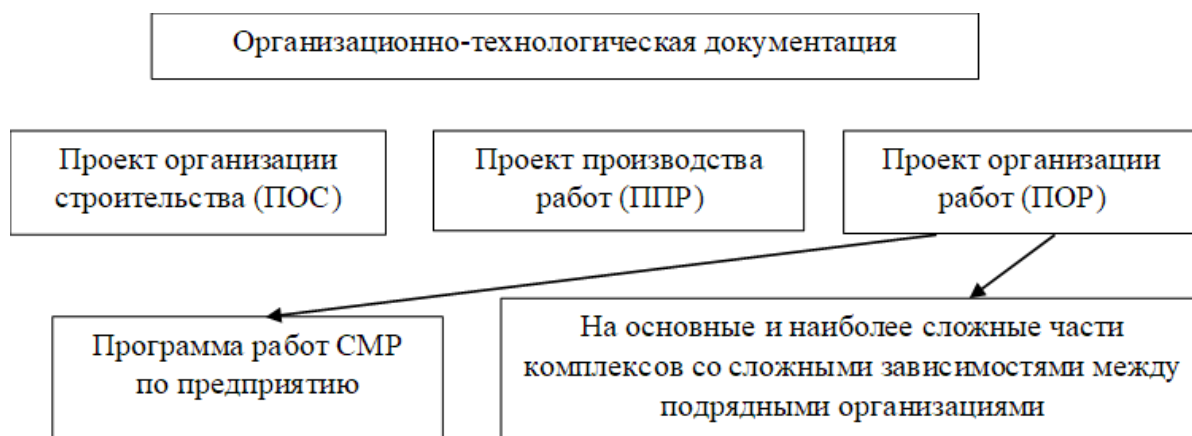 Организационно-технологическая документация
Проект организации
строительства (ПОС)
Проект производства
работ (ППР)
Проект организации
работ (ПОР)
Программа работ СМР
по предприятию
На основные и наиболее сложные части
комплексов со сложными зависимостями между
подрядными организациями